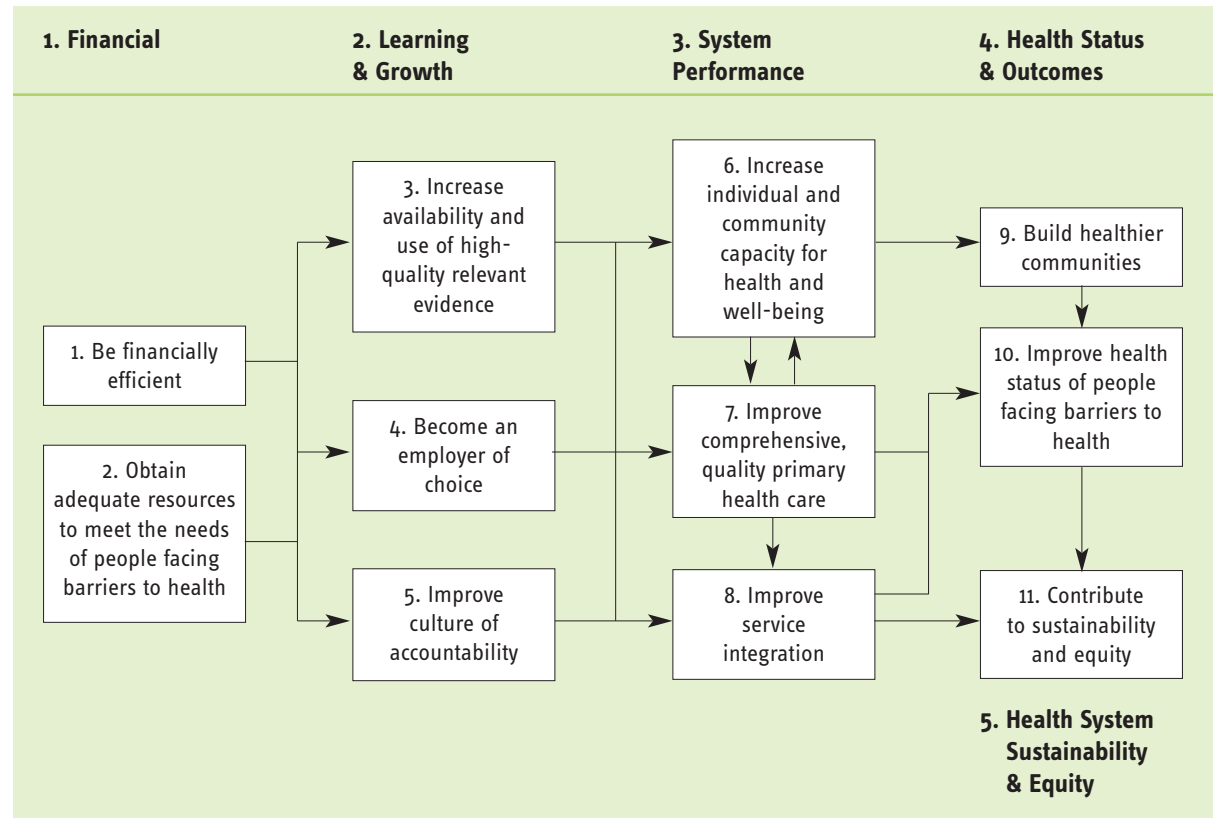 1. Financial
2. Learning
& Growth
3. System
Performance
4. Health Status
& Outcomes
1. Be financially
efficient
2. Obtain
adequate resources
to meet the needs
of people facing
barriers to health
3. Increase
availability and
use of high-
quality relevant
evidence
4. Become an
employer of
choice
5. Improve
culture of
accountability
6. Increase
individual and
community
capacity for
health and
well-being
7. Improve
comprehensive,
quality primary
health care
8. Improve
service
integration
9. Build healthier
communities
10. Improve health
status of people
facing barriers to
health
11. Contribute
to sustainability
and equity
5. Health System
Sustainability
& Equity